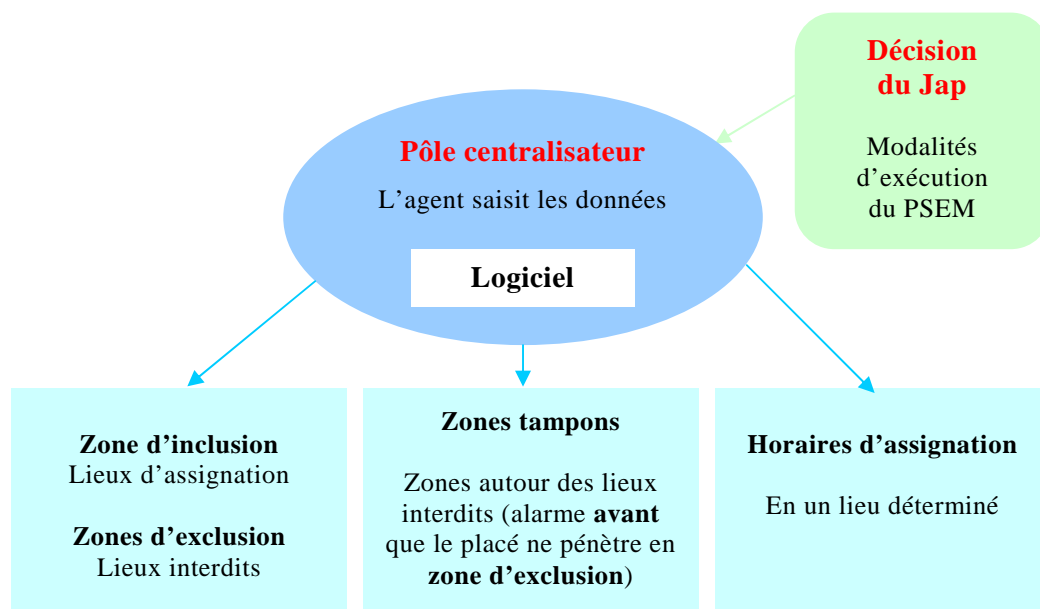 Décision
du Jap
Modalités
d’exécution
du PSEM
Pôle centralisateur
L’agent saisit les données
Logiciel
Zone d’inclusion
Lieux d’assignation
Zones d’exclusion
Lieux interdits
Zones tampons
Zones autour des lieux
interdits (alarme avant
que le placé ne pénètre en
zone d’exclusion)
Horaires d’assignation
En un lieu déterminé